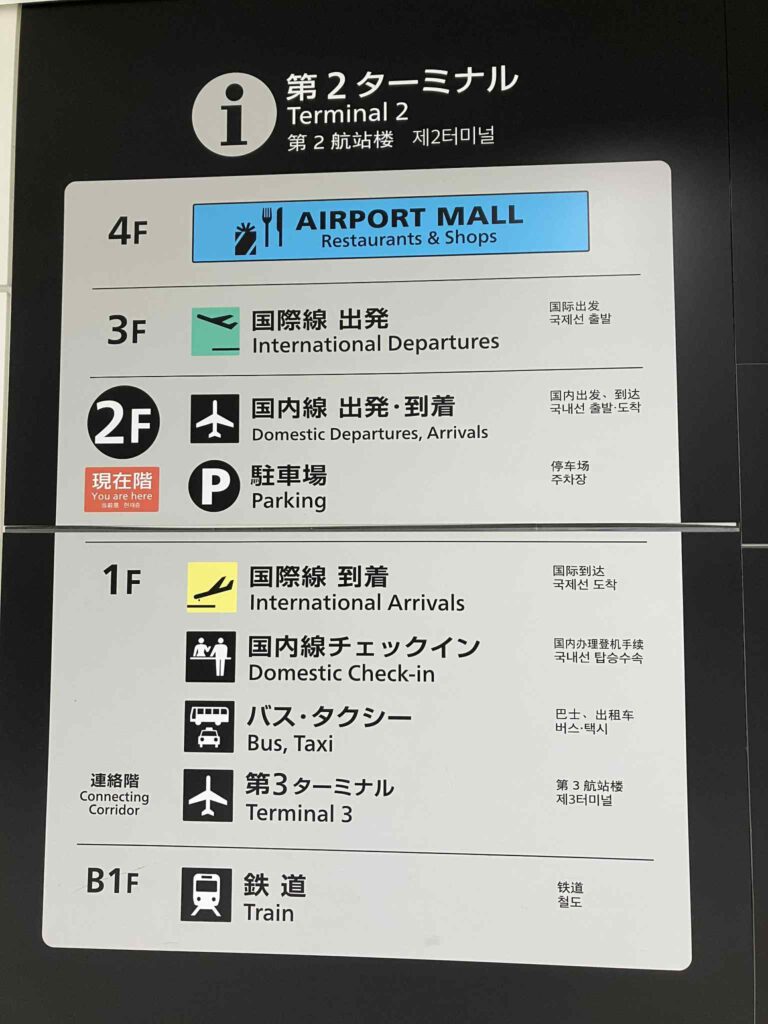 i
第2ターミナル
Terminal 2
第 2 航站楼 제2터미널
4F
AIRPORT MALL
Restaurants & Shops
3F
国際線 出発
International Departures
国际出发
국제선 출발
2F
国内線 出発・到着
Domestic Departures, Arrivals
国内出发、到达
국내선 출발·도착
現在階
You are here
P
駐車場
Parking
停车场
주차장
1F
国際線 到着
International Arrivals
国际到达
국제선 도착
国内線チェックイン
Domestic Check-in
国内办理登机手续
국내선 탑승수속
バス・タクシー
Bus, Taxi
巴士、出租车
버스·택시
連絡階
Connecting
Corridor
第3ターミナル
Terminal 3
第 3 航站楼
제3터미널
B1F
鉄 道
Train
铁道
철도